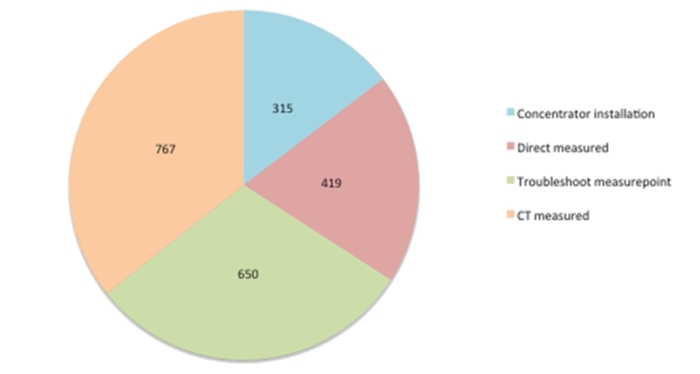 315
Concentrator installation
767
Direct measured
419
Troubleshoot measurepoint
CT measured
650